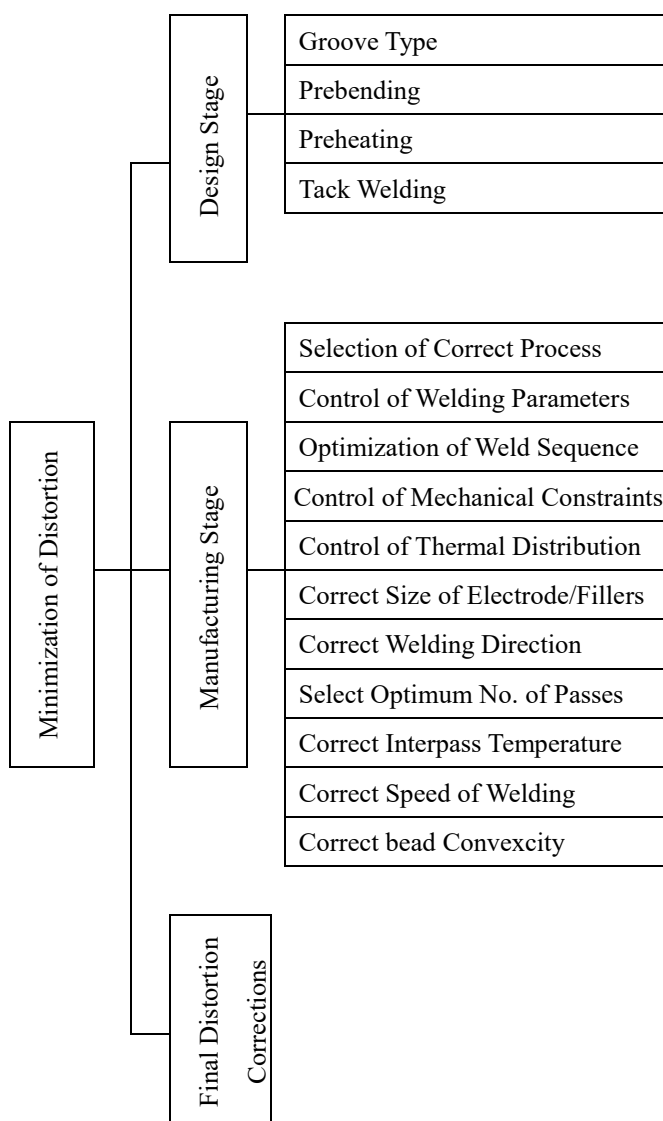 Minimization of Distortion
Design Stage
Groove Type
Prebending
Preheating
Tack Welding
Manufacturing Stage
Selection of Correct Process
Control of Welding Parameters
Optimization of Weld Sequence
Control of Mechanical Constraints
Control of Thermal Distribution
Correct Size of Electrode/Fillers
Correct Welding Direction
Select Optimum No. of Passes
Correct Interpass Temperature
Correct Speed of Welding
Correct bead Convexcity
Final Distortion
Corrections